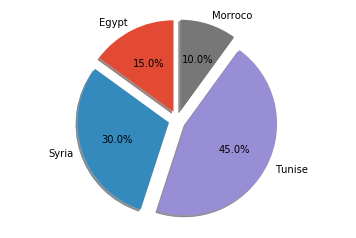 Morroco
Egypt
10.0%
15.0%
30.0%
45.0%
Syria
Tunise